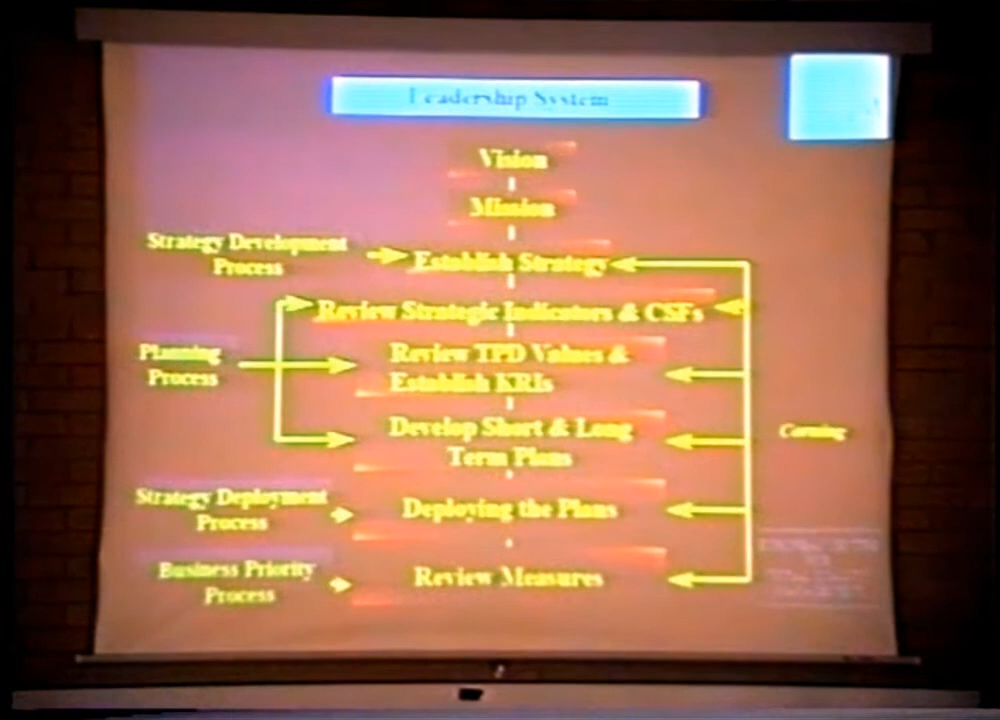 Leadership System
Vision
Mission
Strategy Development
Process
Establish Strategy
Review Strategic Indicators & CSFs
Planning
Process
Review TPD Values &
Establish KRIs
Develop Short & Long
Term Plans
Corning
Strategy Deployment
Process
Deploying the Plans
Business Priority
Process
Review Measures